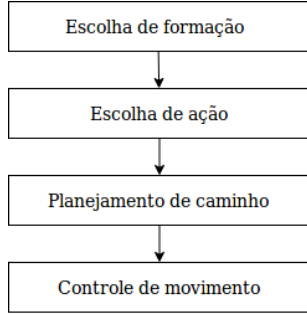 Escolha de formação
Escolha de ação
Planejamento de caminho
Controle de movimento